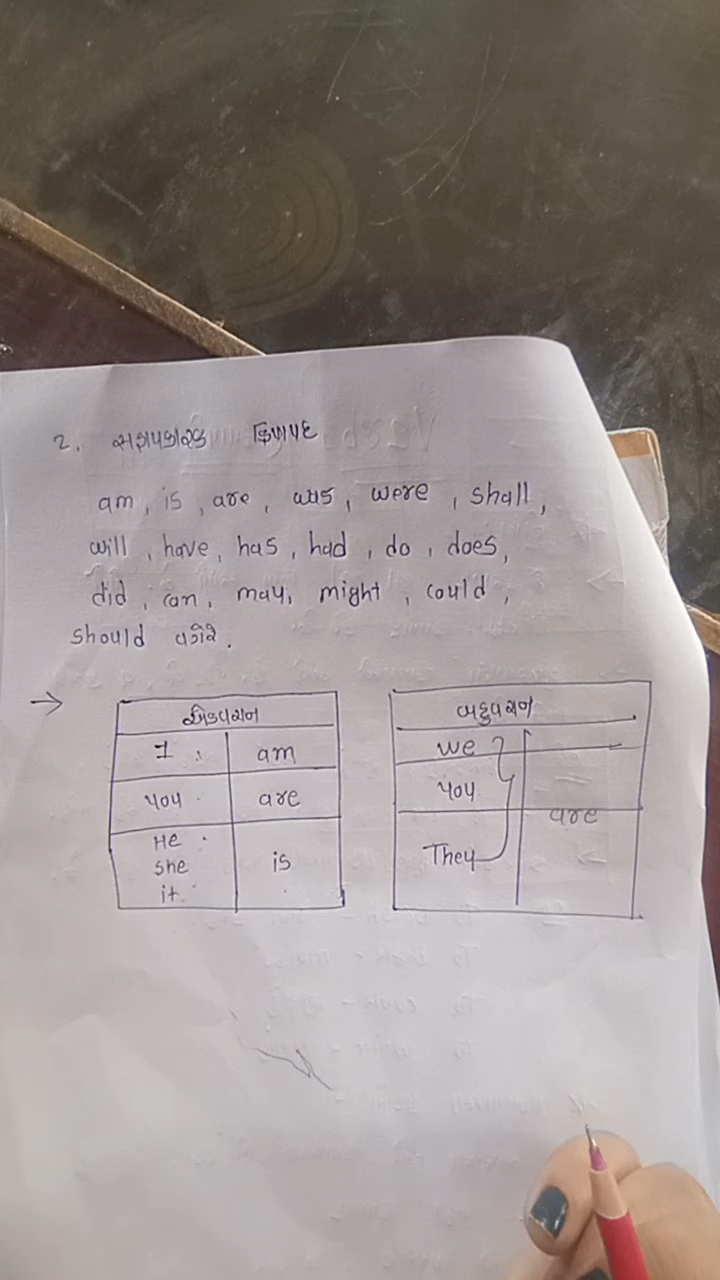 2. સહાયકારક ક્રિયાપદ
am, is, are, was, were, shall,
will, have, has, had, do, does,
did, can, may, might, could,
should વગેરે.
→
એકવચન
I am
you are
He
she is
it
બહુવચન
we
you
are
They